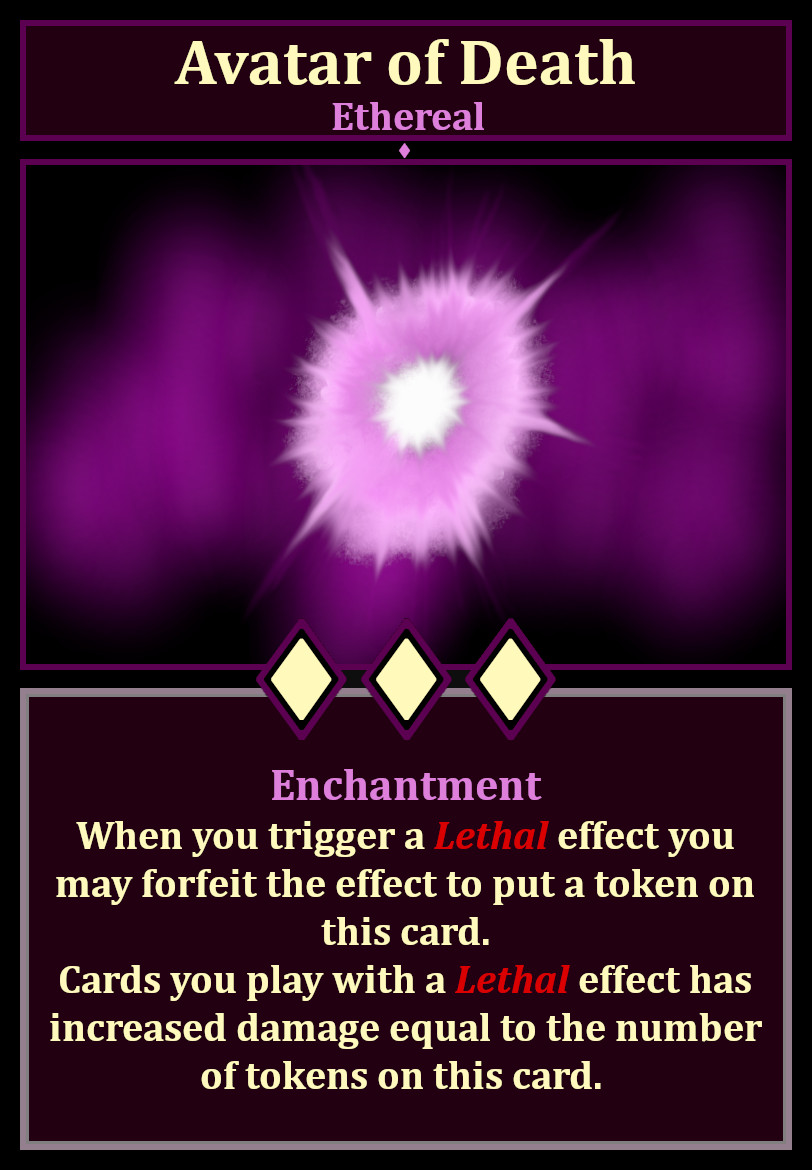 Avatar of Death
Ethereal
Enchantment
When you trigger a Lethal effect you
may forfeit the effect to put a token on
this card.
Cards you play with a Lethal effect has
increased damage equal to the number
of tokens on this card.